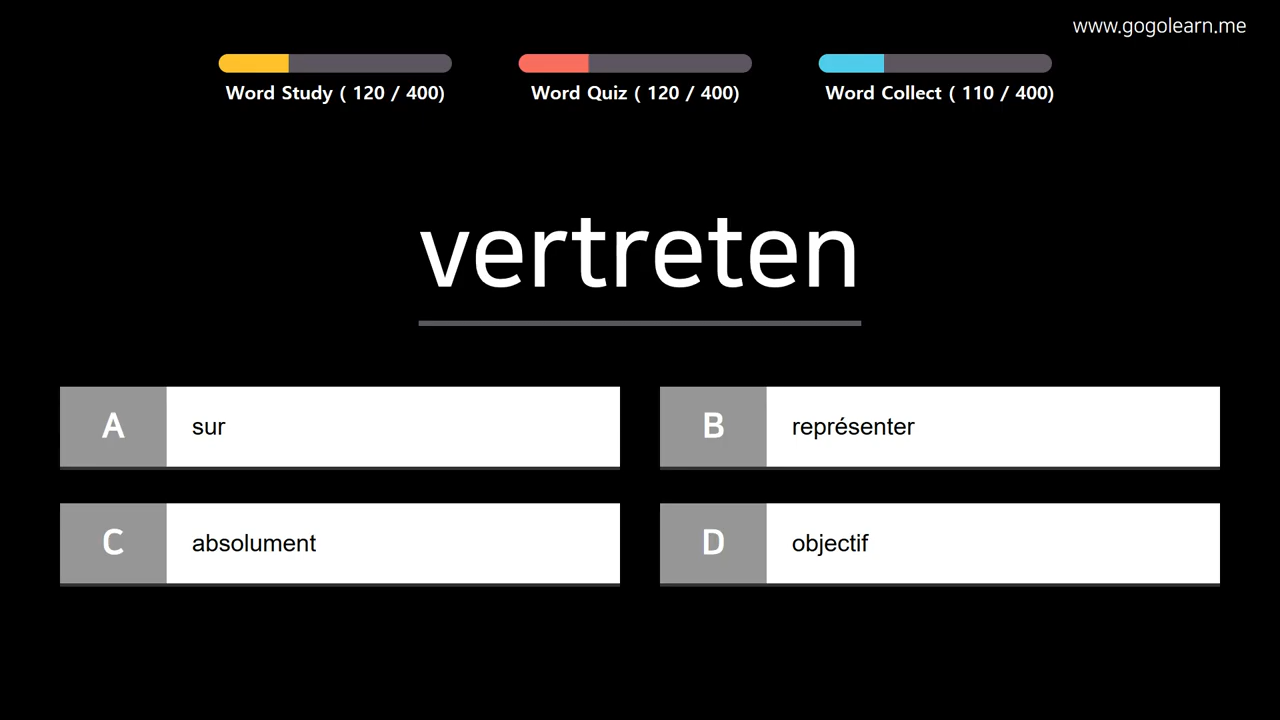 www.gogolearn.me
Word Study ( 120 / 400)
Word Quiz ( 120 / 400)
Word Collect ( 110 / 400)
vertreten
A sur
B représenter
C absolument
D objectif